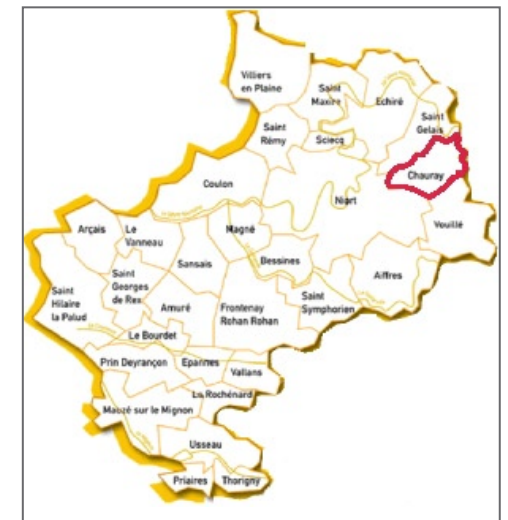 Villiers
en Plaine
Saint
Maxire
Echiré
Saint
Gelais
Saint
Rémy
Sciecq
Chauray
Coulon
Niort
Vouillé
Arçais
Le
Vanneau
Magné
Sansais
Bessines
Aiffres
Saint
Hilaire
la Palud
Saint
Georges
de Rex
Amuré
Frontenay
Rohan Rohan
Saint
Symphorien
Le Bourdet
Prin Deyrançon
Epannes
Vallans
La Rochénard
Mauzé sur le Mignon
Usseau
Priaires
Thorigny